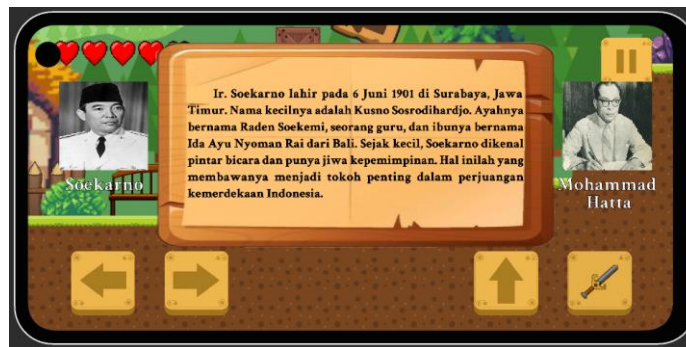 Ir. Soekarno lahir pada 6 Juni 1901 di Surabaya, Jawa
Timur. Nama kecilnya adalah Kusno Sosrodihardjo. Ayahnya
bernama Raden Soekemi, seorang guru, dan ibunya bernama
Ida Ayu Nyoman Rai dari Bali. Sejak kecil, Soekarno dikenal
pintar bicara dan punya jiwa kepemimpinan. Hal inilah yang
membawanya menjadi tokoh penting dalam perjuangan
kemerdekaan Indonesia.
Soekarno
Mohammad
Hatta